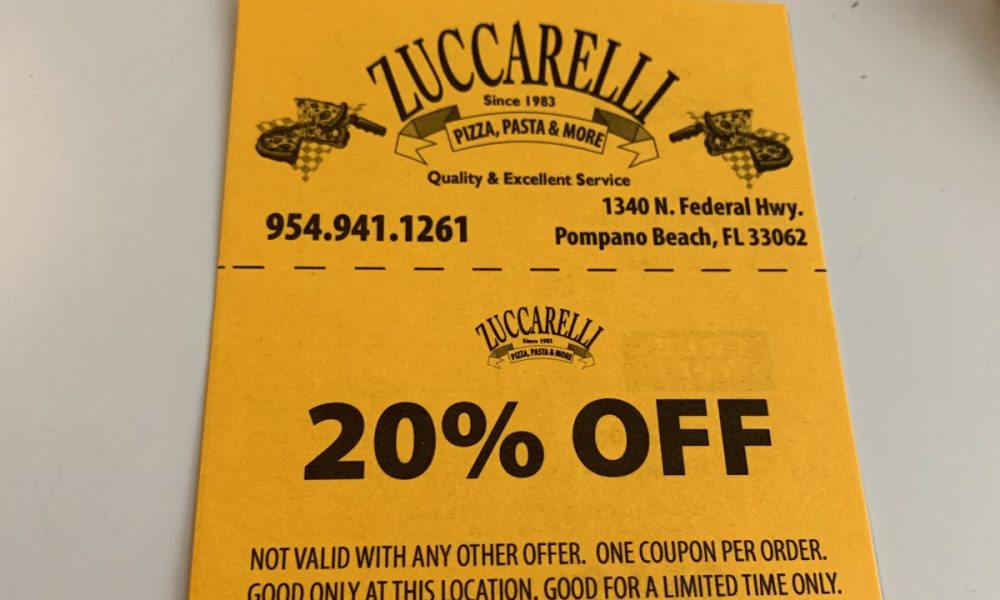 ZUCCARELLI
Since 1983
PIZZA, PASTA & MORE
Quality & Excellent Service
954.941.1261
1340 N. Federal Hwy.
Pompano Beach, FL 33062
ZUCCARELLI
Since 1983
PIZZA, PASTA & MORE
20% OFF
NOT VALID WITH ANY OTHER OFFER. ONE COUPON PER ORDER.
GOOD ONLY AT THIS LOCATION. GOOD FOR A LIMITED TIME ONLY.